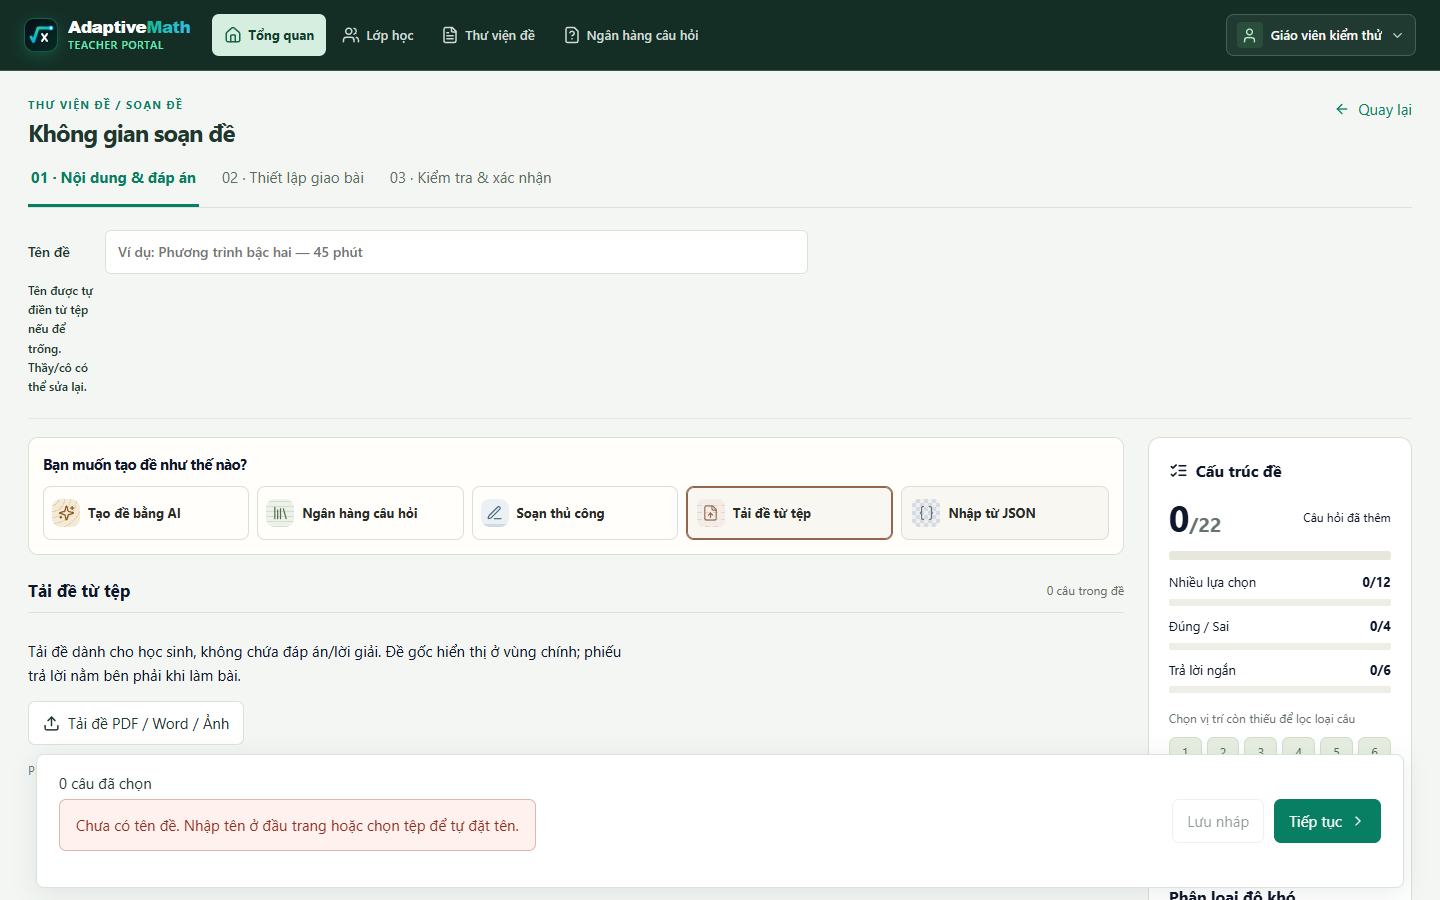 AdaptiveMath
TEACHER PORTAL
Tổng quan
Lớp học
Thư viện đề
Ngân hàng câu hỏi
Giáo viên kiểm thử
THƯ VIỆN ĐỀ / SOẠN ĐỀ
Quay lại
Không gian soạn đề
01 · Nội dung & đáp án
02 · Thiết lập giao bài
03 · Kiểm tra & xác nhận
Tên đề
Ví dụ: Phương trình bậc hai — 45 phút
Tên được tự
điền từ tệp
nếu để
trống.
Thầy/cô có
thể sửa lại.
Bạn muốn tạo đề như thế nào?
Tạo đề bằng AI
Ngân hàng câu hỏi
Soạn thủ công
Tải đề từ tệp
Nhập từ JSON
Tải đề từ tệp
0 câu trong đề
Tải đề dành cho học sinh, không chứa đáp án/lời giải. Đề gốc hiển thị ở vùng chính; phiếu
trả lời nằm bên phải khi làm bài.
Tải đề PDF / Word / Ảnh
Cấu trúc đề
0/22
Câu hỏi đã thêm
Nhiều lựa chọn 0/12
Đúng / Sai 0/4
Trả lời ngắn 0/6
Chọn vị trí còn thiếu để lọc loại câu
1 2 3 4 5 6
0 câu đã chọn
Chưa có tên đề. Nhập tên ở đầu trang hoặc chọn tệp để tự đặt tên.
Lưu nháp
Tiếp tục
Phân loại độ khó